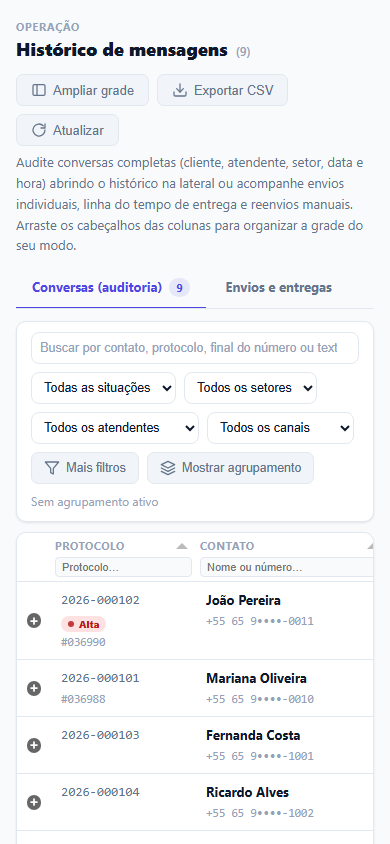 OPERAÇÃO
Histórico de mensagens (9)
Ampliar grade
Exportar CSV
Atualizar
Audite conversas completas (cliente, atendente, setor, data e
hora) abrindo o histórico na lateral ou acompanhe envios
individuais, linha do tempo de entrega e reenvios manuais.
Arraste os cabeçalhos das colunas para organizar a grade do
seu modo.
Conversas (auditoria) 9
Envios e entregas
Buscar por contato, protocolo, final do número ou text
Todas as situações
Todos os setores
Todos os atendentes
Todos os canais
Mais filtros
Mostrar agrupamento
Sem agrupamento ativo
PROTOCOLO
CONTATO
Protocolo...
Nome ou número...
2026-000102
João Pereira
Alta
+55 65 9••••-0011
#036990
2026-000101
Mariana Oliveira
#036988
+55 65 9••••-0010
2026-000103
Fernanda Costa
+55 65 9••••-1001
2026-000104
Ricardo Alves
+55 65 9••••-1002